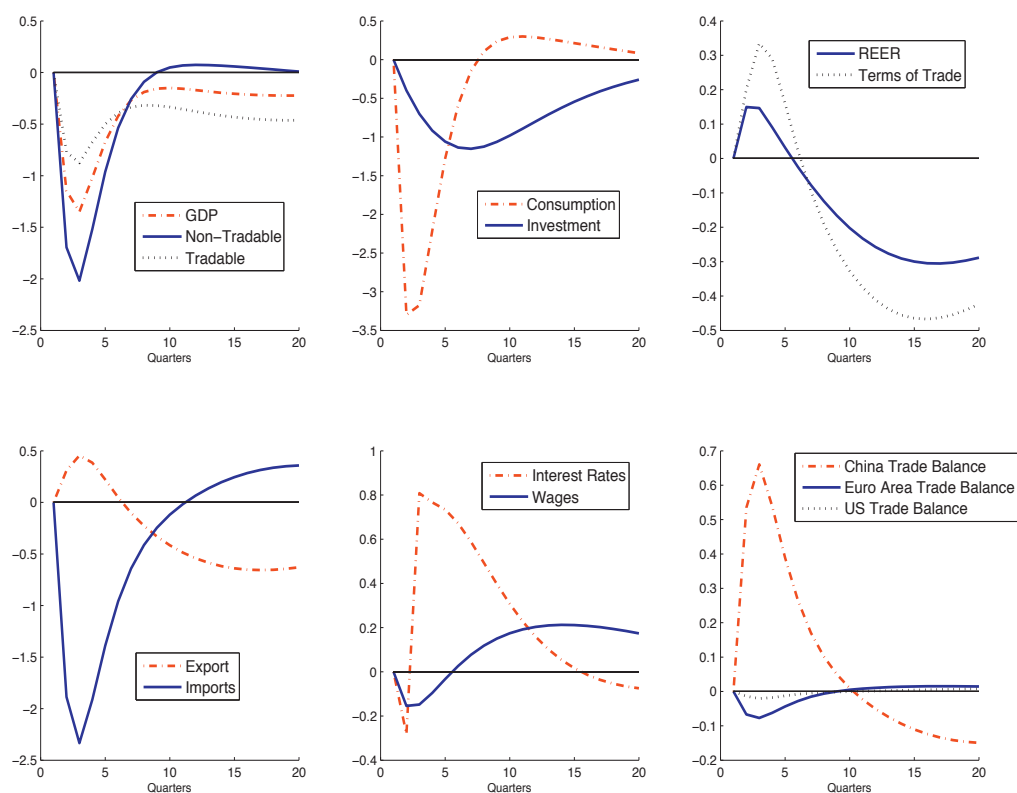 0.5
0
−0.5
−1
−1.5
−2
−2.5
0 5 10 15 20
Quarters
GDP
Non-Tradable
Tradable
0.5
0
−0.5
−1
−1.5
−2
−2.5
−3
−3.5
0 5 10 15 20
Quarters
Consumption
Investment
0.4
0.3
0.2
0.1
0
−0.1
−0.2
−0.3
−0.4
−0.5
0 5 10 15 20
Quarters
REER
Terms of Trade
0.5
0
−0.5
−1
−1.5
−2
−2.5
0 5 10 15 20
Quarters
Export
Imports
1
0.8
0.6
0.4
0.2
0
−0.2
−0.4
0 5 10 15 20
Quarters
Interest Rates
Wages
0.7
0.6
0.5
0.4
0.3
0.2
0.1
0
−0.1
−0.2
0 5 10 15 20
Quarters
China Trade Balance
Euro Area Trade Balance
US Trade Balance